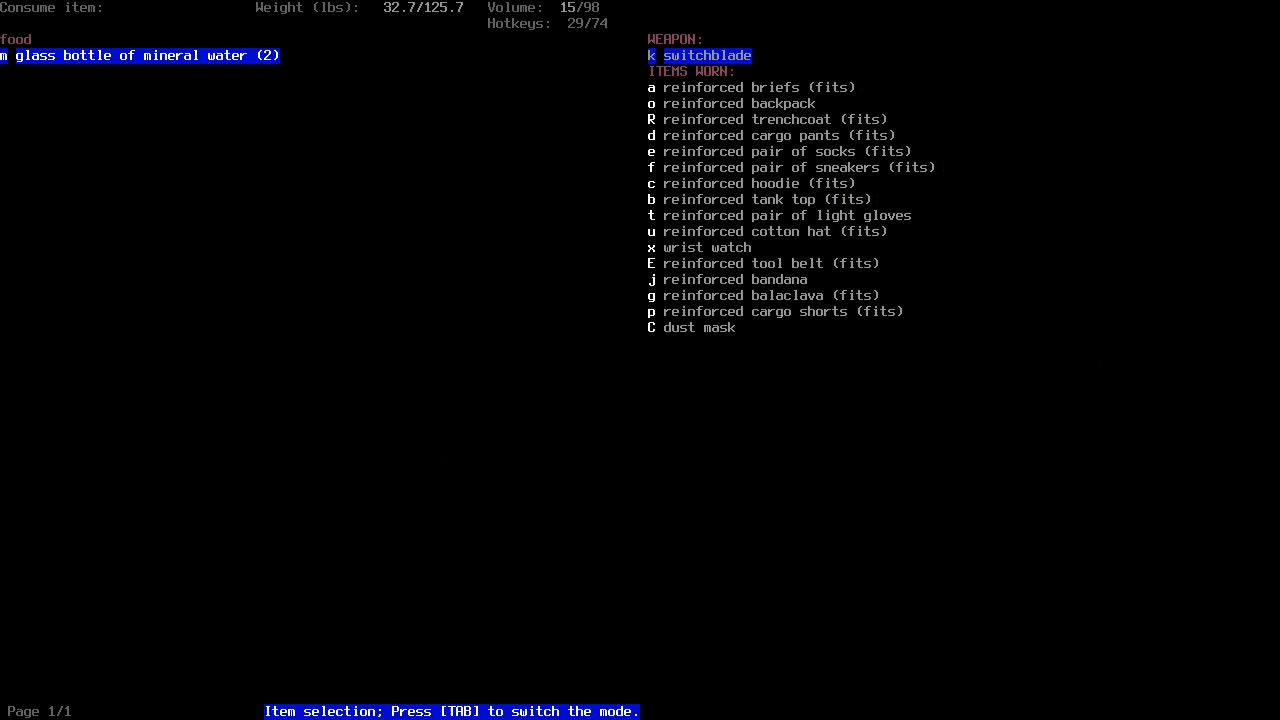 Consume item: Weight (lbs): 32.7/125.7 Volume: 15/98
Hotkeys: 29/74
food
m glass bottle of mineral water (2)
WEAPON:
k switchblade
ITEMS WORN:
a reinforced briefs (fits)
o reinforced backpack
R reinforced trenchcoat (fits)
d reinforced cargo pants (fits)
e reinforced pair of socks (fits)
f reinforced pair of sneakers (fits)
c reinforced hoodie (fits)
b reinforced tank top (fits)
t reinforced pair of light gloves
u reinforced cotton hat (fits)
x wrist watch
E reinforced tool belt (fits)
j reinforced bandana
g reinforced balaclava (fits)
p reinforced cargo shorts (fits)
C dust mask
Page 1/1 Item selection; Press [TAB] to switch the mode.